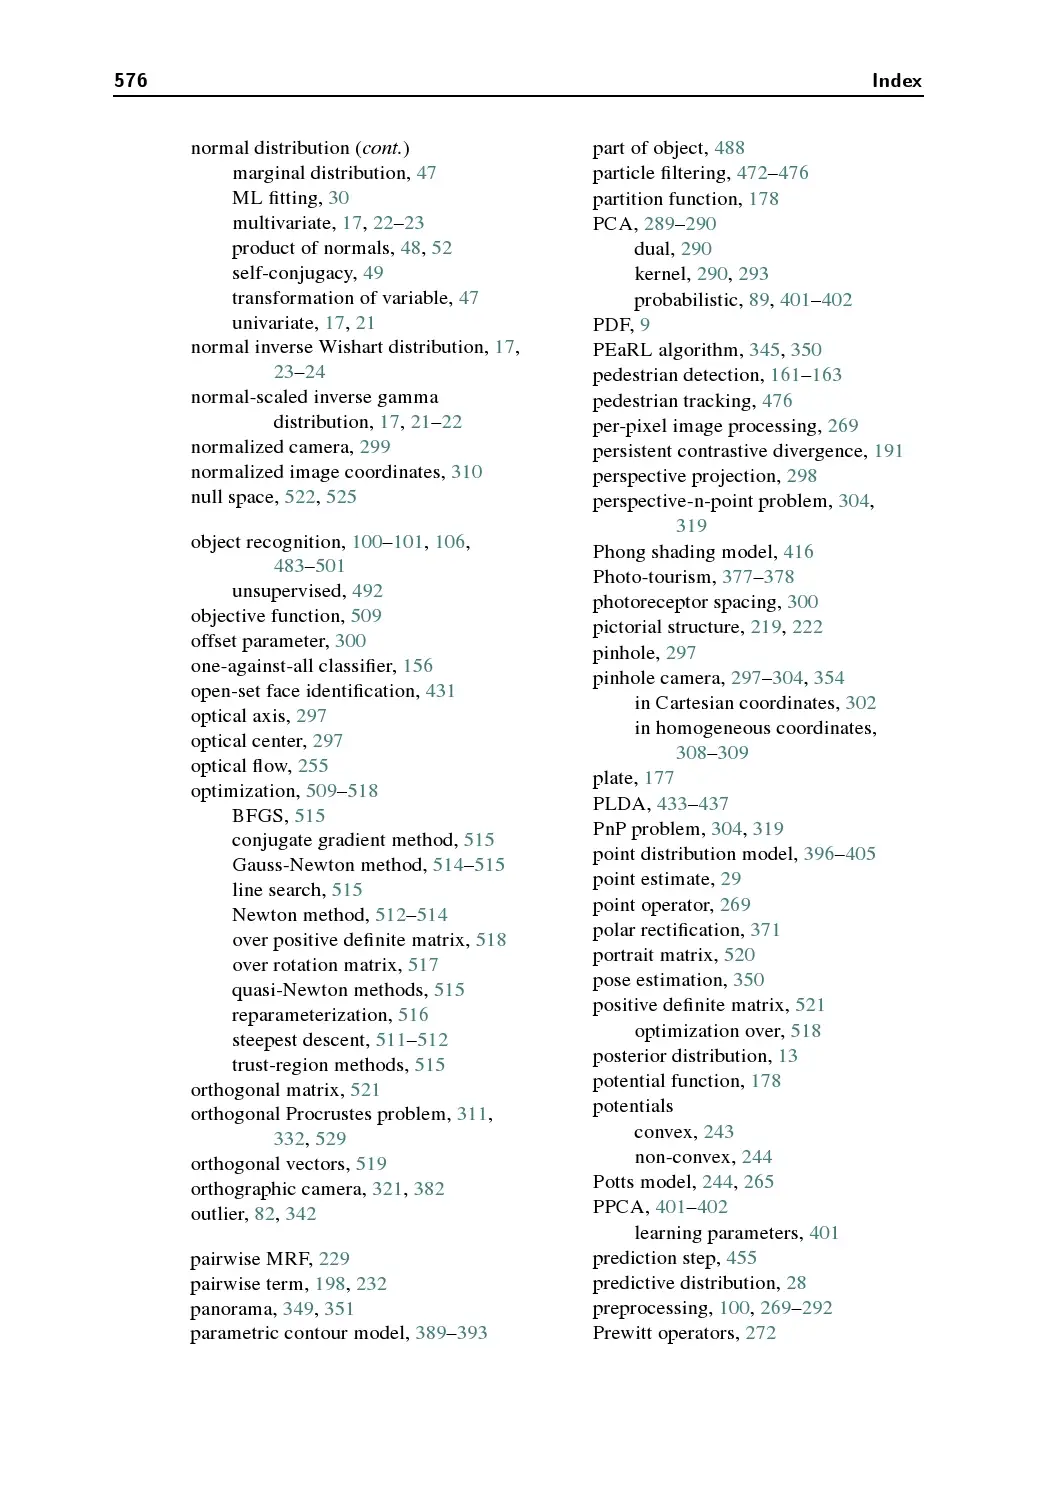 576
Index
normal distribution (cont.)
marginal distribution, 47
ML fitting, 30
multivariate, 17, 22–23
product of normals, 48, 52
self-conjugacy, 49
transformation of variable, 47
univariate, 17, 21
normal inverse Wishart distribution, 17,
23–24
normal-scaled inverse gamma
distribution, 17, 21–22
normalized camera, 299
normalized image coordinates, 310
null space, 522, 525
object recognition, 100–101, 106,
483–501
unsupervised, 492
objective function, 509
offset parameter, 300
one-against-all classifier, 156
open-set face identification, 431
optical axis, 297
optical center, 297
optical flow, 255
optimization, 509–518
BFGS, 515
conjugate gradient method, 515
Gauss-Newton method, 514–515
line search, 515
Newton method, 512–514
over positive definite matrix, 518
over rotation matrix, 517
quasi-Newton methods, 515
reparameterization, 516
steepest descent, 511–512
trust-region methods, 515
orthogonal matrix, 521
orthogonal Procrustes problem, 311,
332, 529
orthogonal vectors, 519
orthographic camera, 321, 382
outlier, 82, 342
pairwise MRF, 229
pairwise term, 198, 232
panorama, 349, 351
parametric contour model, 389–393
part of object, 488
particle filtering, 472–476
partition function, 178
PCA, 289–290
dual, 290
kernel, 290, 293
probabilistic, 89, 401–402
PDF, 9
PEaRL algorithm, 345, 350
pedestrian detection, 161–163
pedestrian tracking, 476
per-pixel image processing, 269
persistent contrastive divergence, 191
perspective projection, 298
perspective-n-point problem, 304,
319
Phong shading model, 416
Photo-tourism, 377–378
photoreceptor spacing, 300
pictorial structure, 219, 222
pinhole, 297
pinhole camera, 297–304, 354
in Cartesian coordinates, 302
in homogeneous coordinates,
308–309
plate, 177
PLDA, 433–437
PnP problem, 304, 319
point distribution model, 396–405
point estimate, 29
point operator, 269
polar rectification, 371
portrait matrix, 520
pose estimation, 350
positive definite matrix, 521
optimization over, 518
posterior distribution, 13
potential function, 178
potentials
convex, 243
non-convex, 244
Potts model, 244, 265
PPCA, 401–402
learning parameters, 401
prediction step, 455
predictive distribution, 28
preprocessing, 100, 269–292
Prewitt operators, 272